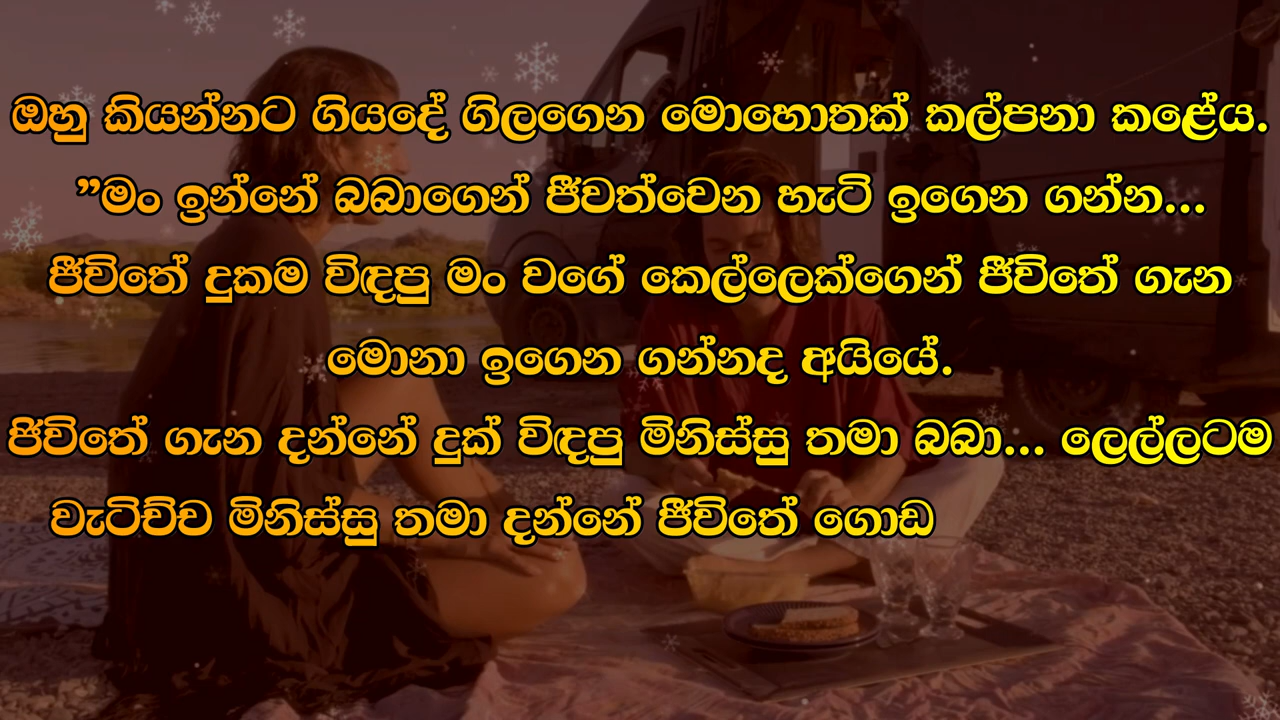 ඔහු කියන්නට ගියදේ ගිලගෙන මොහොතක් කල්පනා කළේය.
”මං ඉන්නේ බබාගෙන් ජීවත්වෙන හැටි ඉගෙන ගන්න...
ජීවිතේ දුකම විඳපු මං වගේ කෙල්ලෙක්ගෙන් ජීවිතේ ගැන
මොනා ඉගෙන ගන්නද අයියේ.
ජිවිතේ ගැන දන්නේ දුක් විඳපු මිනිස්සු තමා බබා... ලෙල්ලටම
වැටිච්ච මිනිස්සු තමා දන්නේ ජීවිතේ ගොඩ